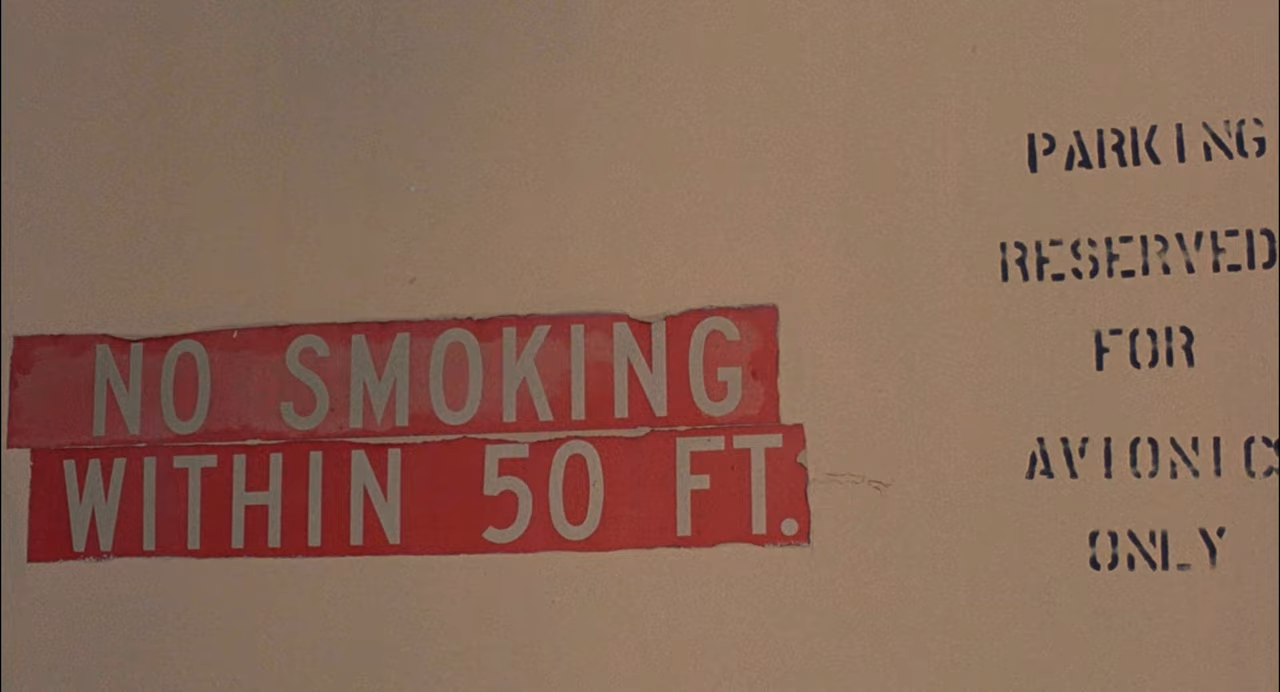 NO SMOKING
WITHIN 50 FT.
PARKING
RESERVED
FOR
AVIONIC
ONLY